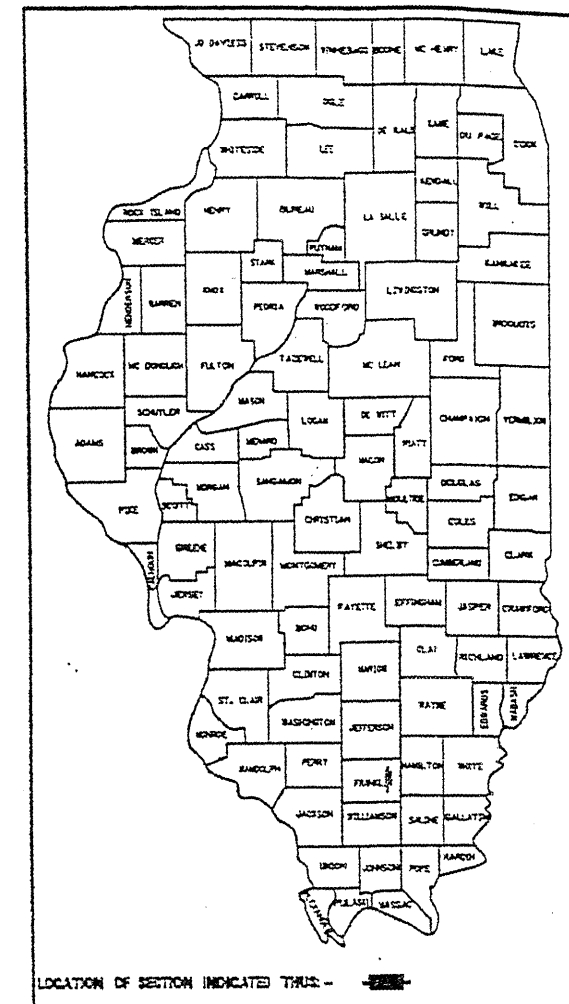 JO DAVIESS STEVENSON WINNEBAGO BOONE MC HENRY LAKE
CARROLL OGLE DE KALB KANE DU PAGE COOK
WHITESIDE LEE KENDALL
ROCK ISLAND HENRY BUREAU LA SALLE GRUNDY WILL
MERCER PUTNAM
STARK MARSHALL KANKAKEE
HENDERSON WARREN KNOX PEORIA WOODFORD LIVINGSTON IROQUOIS
HANCOCK MC DONOUGH FULTON TAZEWELL MC LEAN FORD
MASON
SCHUYLER LOGAN DE WITT CHAMPAIGN VERMILION
ADAMS BROWN CASS MENARD PIATT
MACON
PIKE SCOTT MORGAN SANGAMON MOULTRIE DOUGLAS EDGAR
CHRISTIAN COLES
CALHOUN GREENE MACOUPIN MONTGOMERY SHELBY CUMBERLAND CLARK
JERSEY FAYETTE EFFINGHAM JASPER CRAWFORD
MADISON BOND
CLAY RICHLAND LAWRENCE
CLINTON MARION
ST. CLAIR WAYNE EDWARDS WABASH
MONROE WASHINGTON JEFFERSON
RANDOLPH PERRY FRANKLIN HAMILTON WHITE
JACKSON WILLIAMSON SALINE GALLATIN
UNION JOHNSON POPE HARDIN
PULASKI MASSAC
LOCATION OF SECTION INDICATED THUS: -